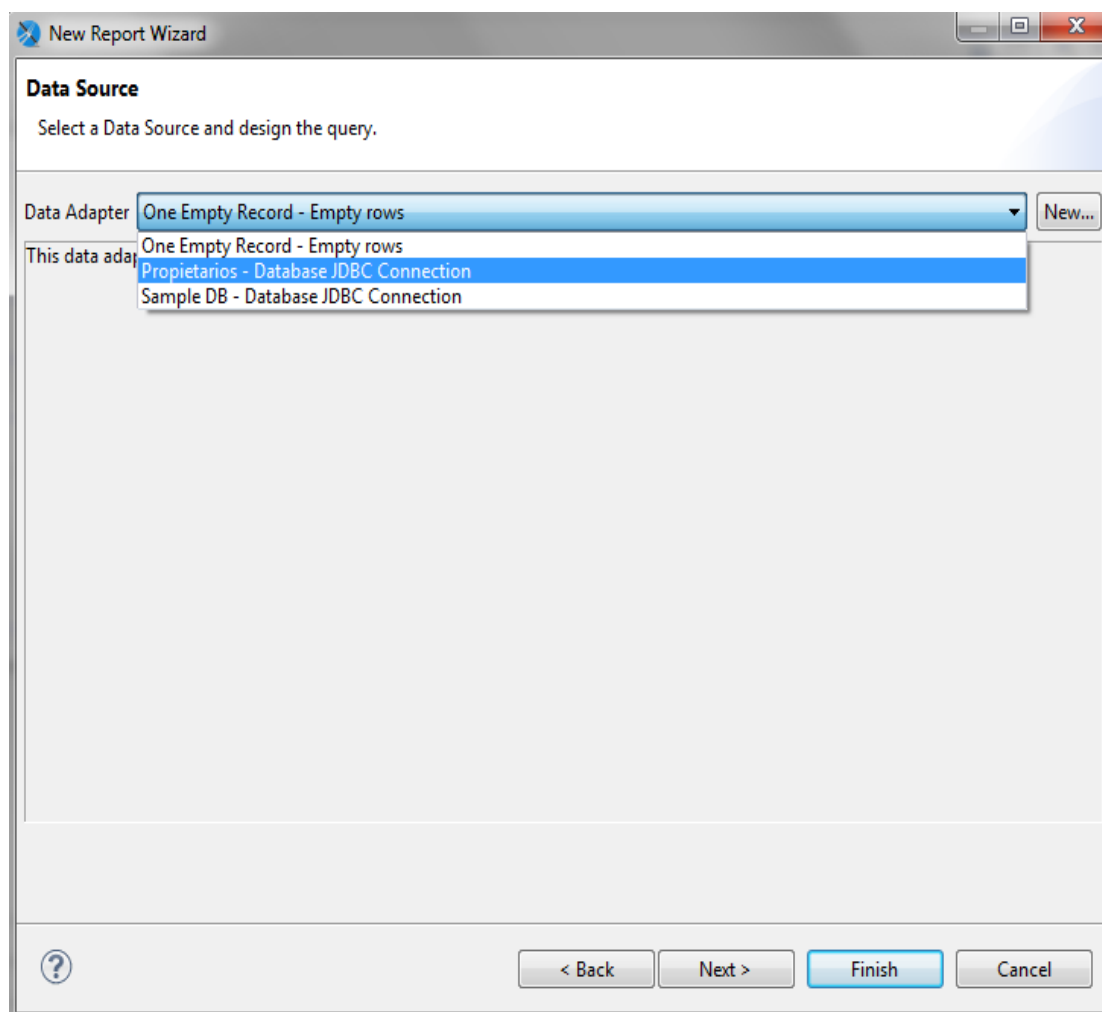 New Report Wizard
Data Source
Select a Data Source and design the query.
Data Adapter One Empty Record - Empty rows New...
One Empty Record - Empty rows
This data
Propietarios - Database JDBC Connection
Sample DB - Database JDBC Connection
?
< Back Next > Finish Cancel